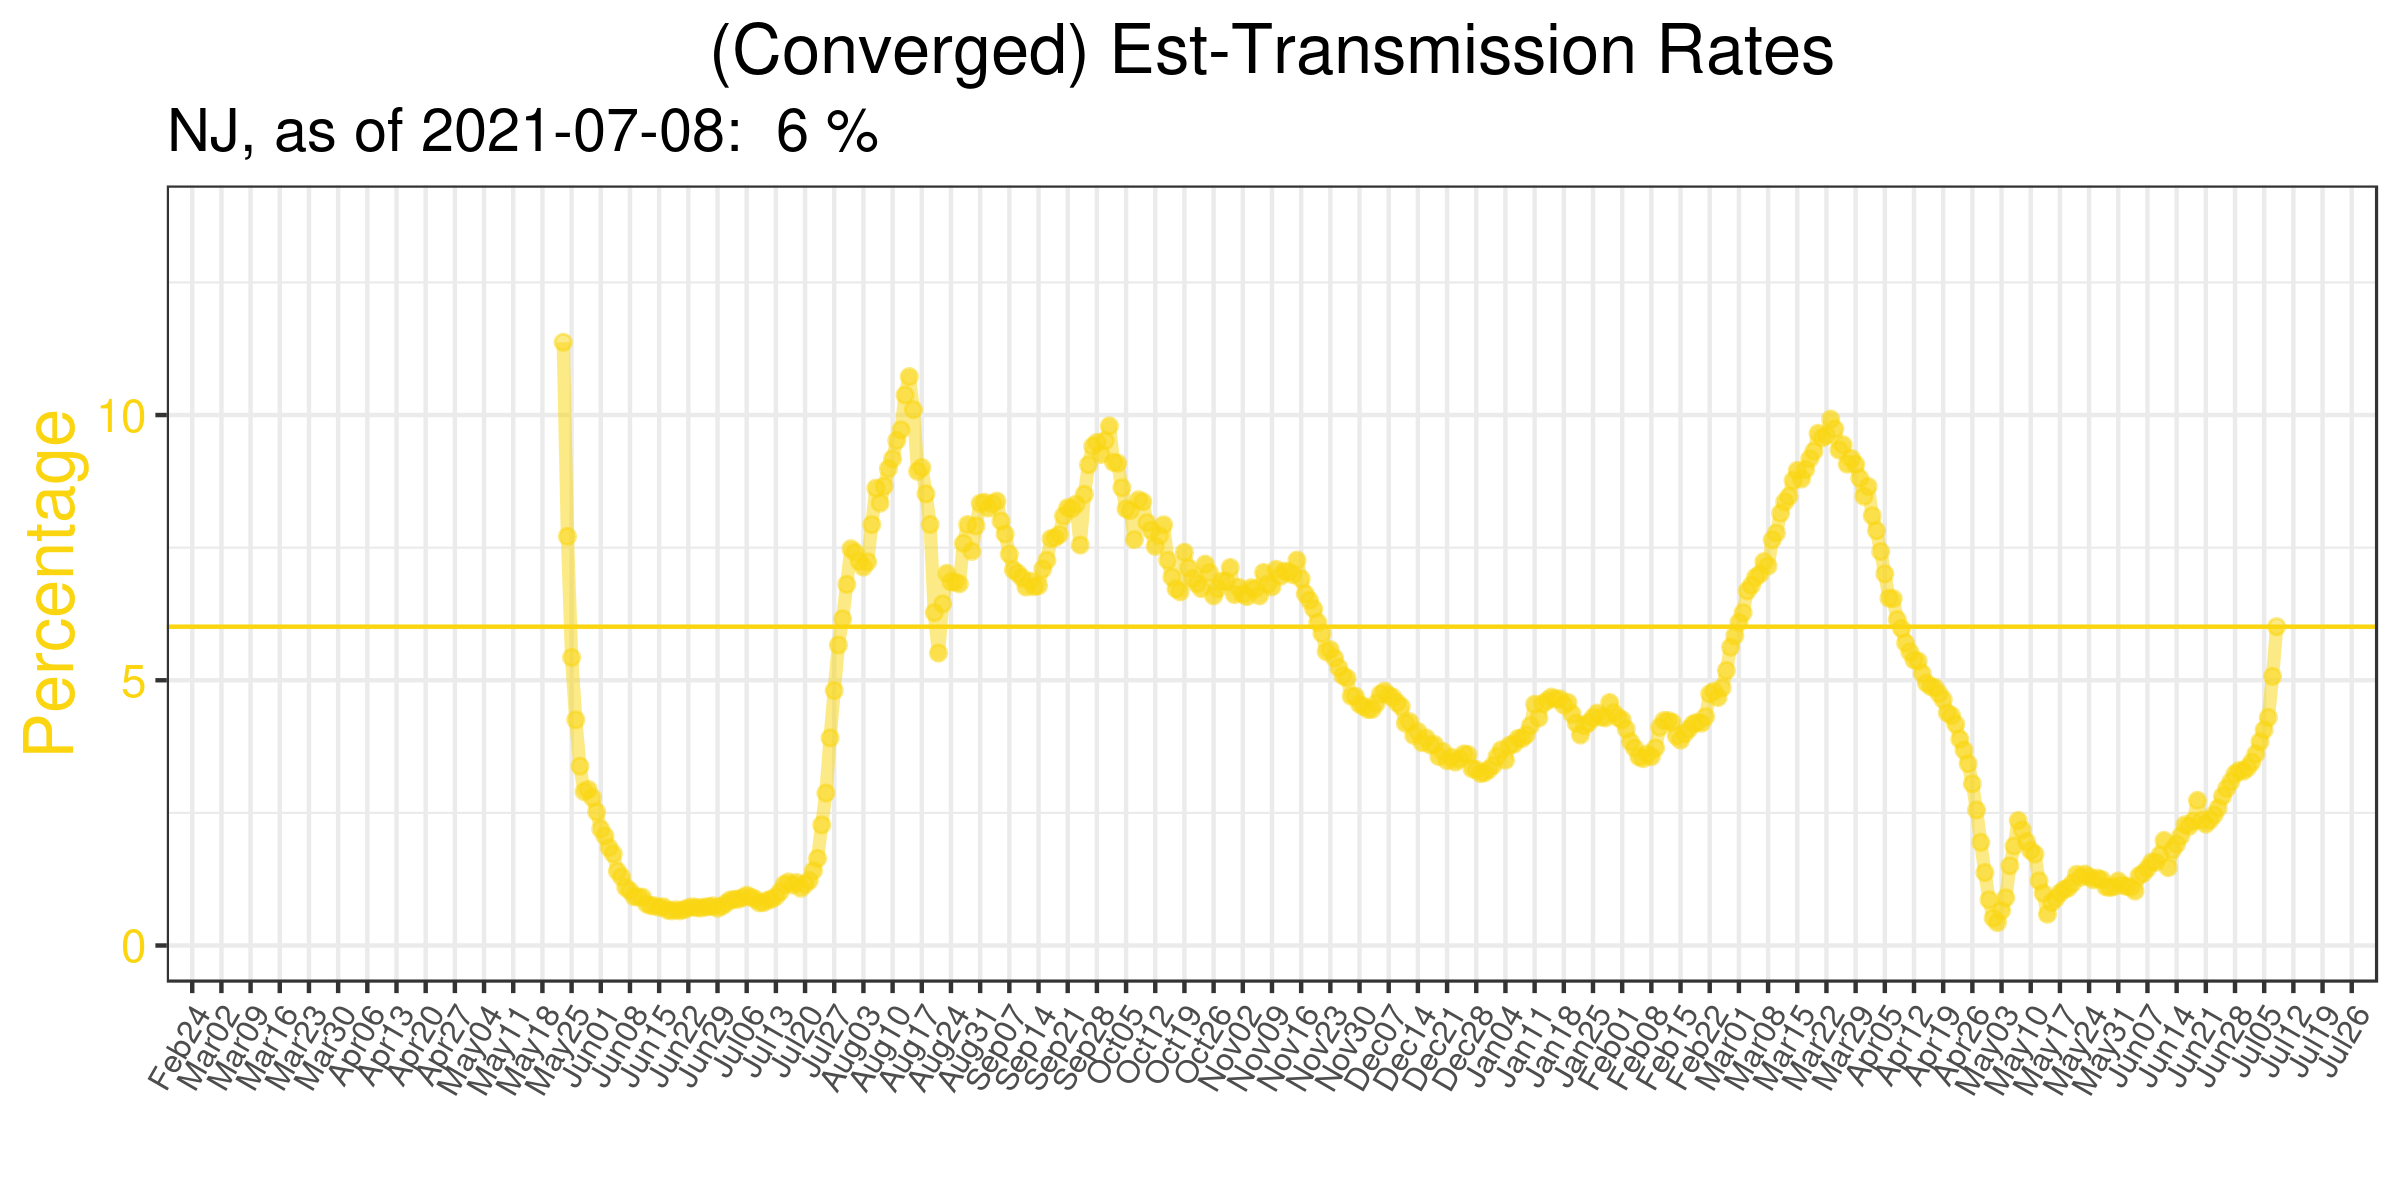 (Converged) Est-Transmission Rates
NJ, as of 2021-07-08:  6 %
Percentage
10
5
0
Feb24
Mar02
Mar09
Mar16
Mar23
Mar30
Apr06
Apr13
Apr20
Apr27
May04
May11
May18
May25
Jun01
Jun08
Jun15
Jun22
Jun29
Jul06
Jul13
Jul20
Jul27
Aug03
Aug10
Aug17
Aug24
Aug31
Sep07
Sep14
Sep21
Sep28
Oct05
Oct12
Oct19
Oct26
Nov02
Nov09
Nov16
Nov23
Nov30
Dec07
Dec14
Dec21
Dec28
Jan04
Jan11
Jan18
Jan25
Feb01
Feb08
Feb15
Feb22
Mar01
Mar08
Mar15
Mar22
Mar29
Apr05
Apr12
Apr19
Apr26
May03
May10
May17
May24
May31
Jun07
Jun14
Jun21
Jun28
Jul05
Jul12
Jul19
Jul26